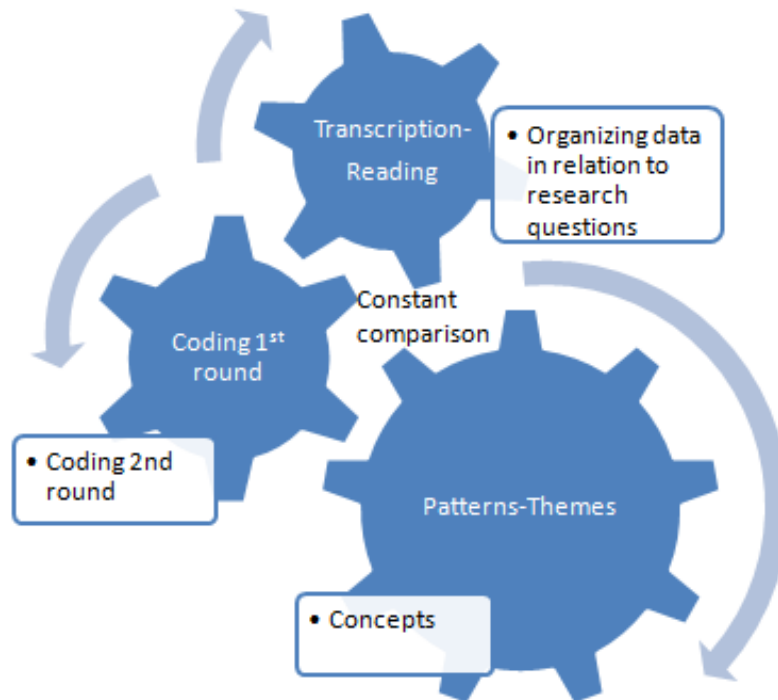 Transcription-
Reading
• Organizing data
in relation to
research
questions
Constant
comparison
Coding 1st
round
• Coding 2nd
round
Patterns-Themes
• Concepts